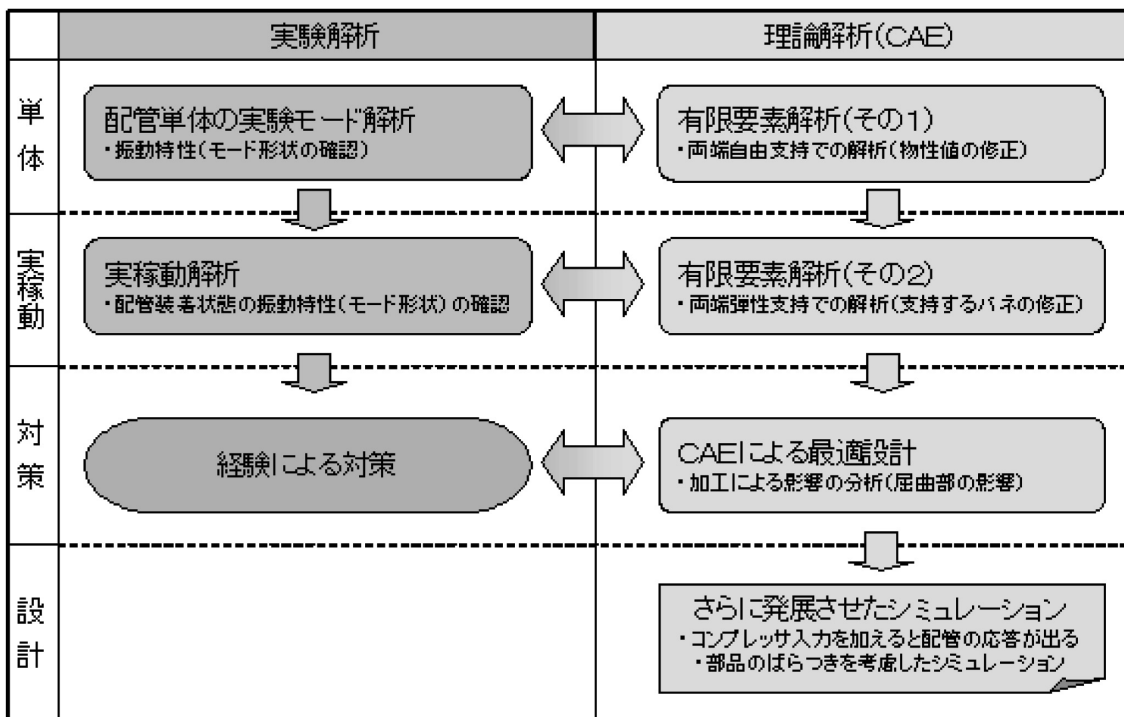 実験解析
理論解析(CAE)
単体
配管単体の実験モード解析
・振動特性(モード形状の確認)
有限要素解析(その1)
・両端自由支持での解析(物性値の修正)
実稼動
実稼動解析
・配管装着状態の振動特性(モード形状)の確認
有限要素解析(その2)
・両端弾性支持での解析(支持するバネの修正)
対策
経験による対策
CAEによる最適設計
・加工による影響の分析(屈曲部の影響)
設計
さらに発展させたシミュレーション
・コンプレッサ入力を加えると配管の応答が出る
・部品のばらつきを考慮したシミュレーション